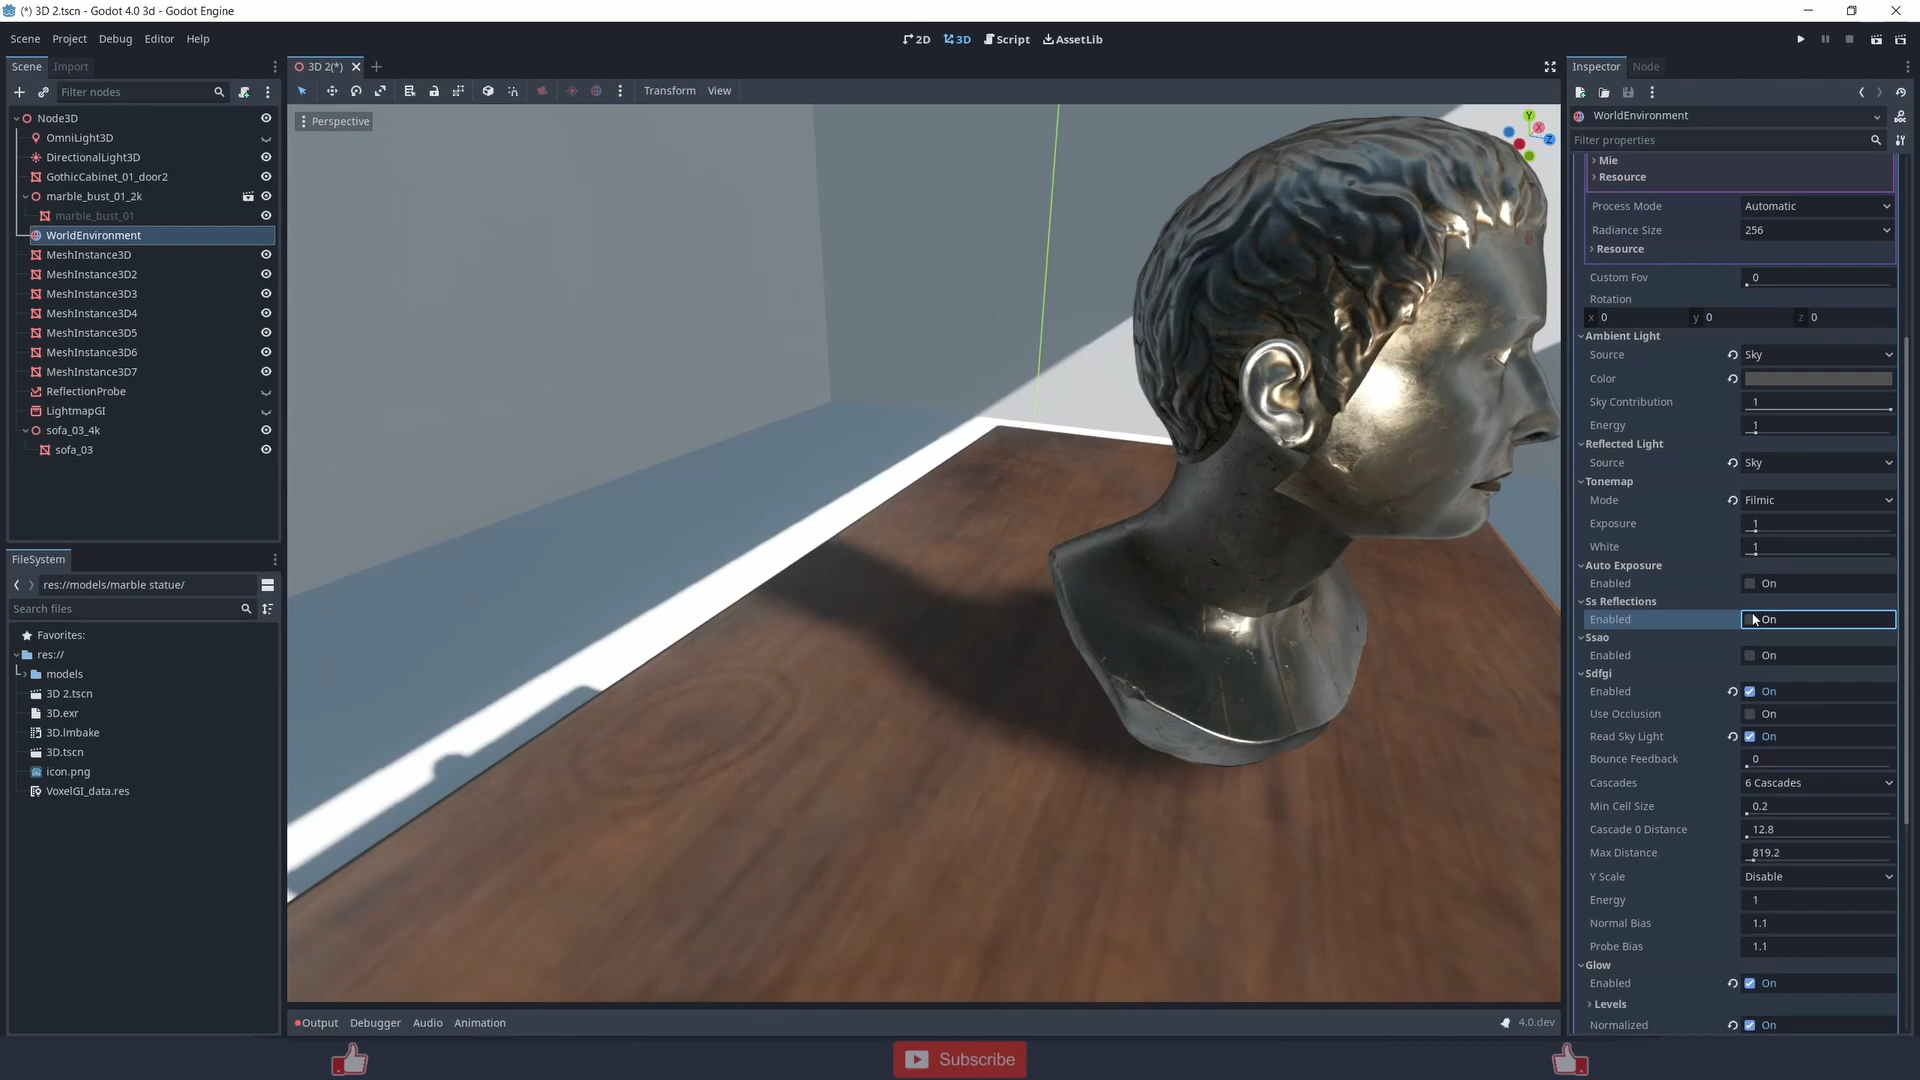 (*) 3D 2.tscn - Godot 4.0 3d - Godot Engine
Scene Project Debug Editor Help
2D 3D Script AssetLib
Scene Import
3D 2(*)
Inspector Node
Filter nodes
Transform View
WorldEnvironment
Filter properties
Perspective
Y
X
Z
Node3D
OmniLight3D
DirectionalLight3D
GothicCabinet_01_door2
marble_bust_01_2k
marble_bust_01
WorldEnvironment
MeshInstance3D
MeshInstance3D2
MeshInstance3D3
MeshInstance3D4
MeshInstance3D5
MeshInstance3D6
MeshInstance3D7
ReflectionProbe
LightmapGI
sofa_03_4k
sofa_03
FileSystem
res://models/marble statue/
Search files
Favorites:
res://
models
3D 2.tscn
3D.exr
3D.lmbake
3D.tscn
icon.png
VoxelGI_data.res
Mie
Resource
Process Mode Automatic
Radiance Size 256
Resource
Custom Fov 0
Rotation
x 0 y 0 z 0
Ambient Light
Source Sky
Color
Sky Contribution 1
Energy 1
Reflected Light
Source Sky
Tonemap
Mode Filmic
Exposure 1
White 1
Auto Exposure
Enabled On
Ss Reflections
Enabled On
Ssao
Enabled On
Sdfgi
Enabled On
Use Occlusion On
Read Sky Light On
Bounce Feedback 0
Cascades 6 Cascades
Min Cell Size 0.2
Cascade 0 Distance 12.8
Max Distance 819.2
Y Scale Disable
Energy 1
Normal Bias 1.1
Probe Bias 1.1
Glow
Enabled On
Levels
Normalized On
Output Debugger Audio Animation
4.0.dev
Subscribe